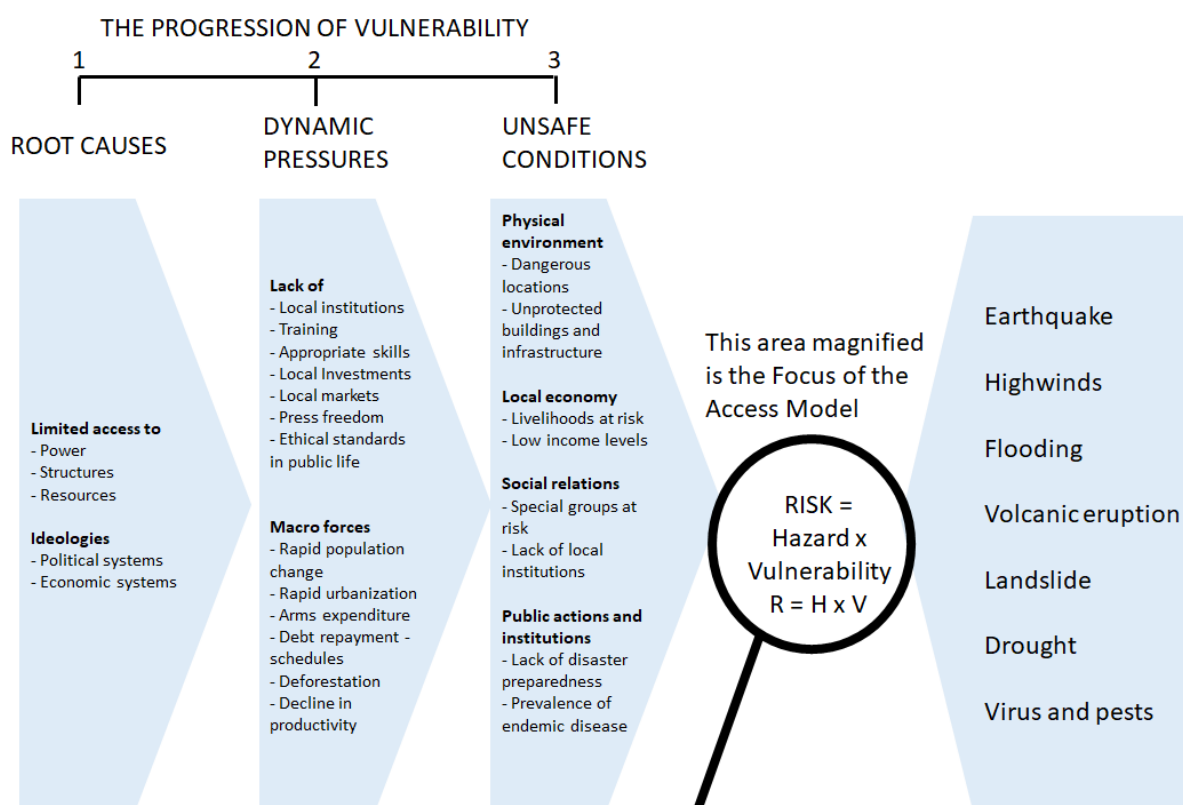 THE PROGRESSION OF VULNERABILITY
1
2
3
ROOT CAUSES
DYNAMIC
PRESSURES
UNSAFE
CONDITIONS
Limited access to
- Power
- Structures
- Resources
Ideologies
- Political systems
- Economic systems
Lack of
- Local institutions
- Training
- Appropriate skills
- Local Investments
- Local markets
- Press freedom
- Ethical standards
in public life
Macro forces
- Rapid population
change
- Rapid urbanization
- Arms expenditure
- Debt repayment -
schedules
- Deforestation
- Decline in
productivity
Physical
environment
- Dangerous
locations
- Unprotected
buildings and
infrastructure
Local economy
- Livelihoods at risk
- Low income levels
Social relations
- Special groups at
risk
- Lack of local
institutions
Public actions and
institutions
- Lack of disaster
preparedness
- Prevalence of
endemic disease
This area magnified
is the Focus of the
Access Model
RISK =
Hazard x
Vulnerability
R = H x V
Earthquake
Highwinds
Flooding
Volcanic eruption
Landslide
Drought
Virus and pests